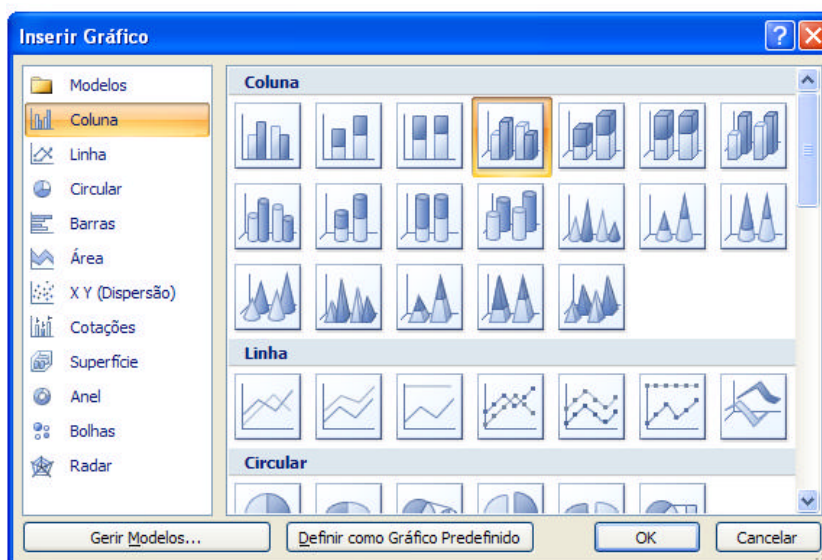 Inserir Gráfico
Modelos
Coluna
Linha
Circular
Barras
Área
X Y (Dispersão)
Cotações
Superfície
Anel
Bolhas
Radar
Coluna
Linha
Circular
Gerir Modelos...
Definir como Gráfico Predefinido
OK
Cancelar